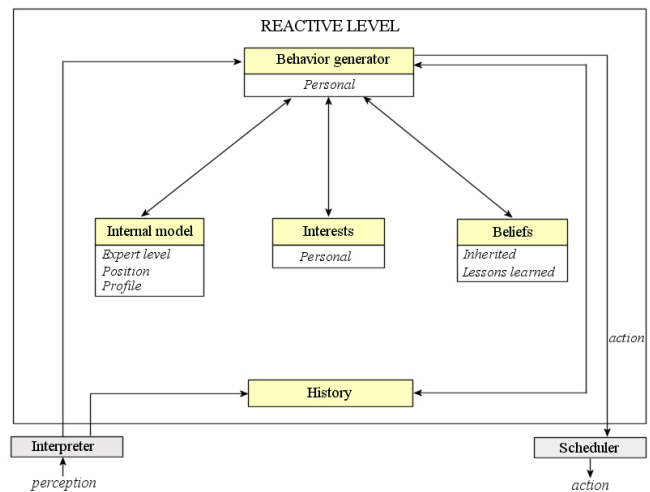 REACTIVE LEVEL
Behavior generator
Personal
Internal model
Expert level
Position
Profile
Interests
Personal
Beliefs
Inherited
Lessons learned
action
History
Interpreter
Scheduler
perception
action